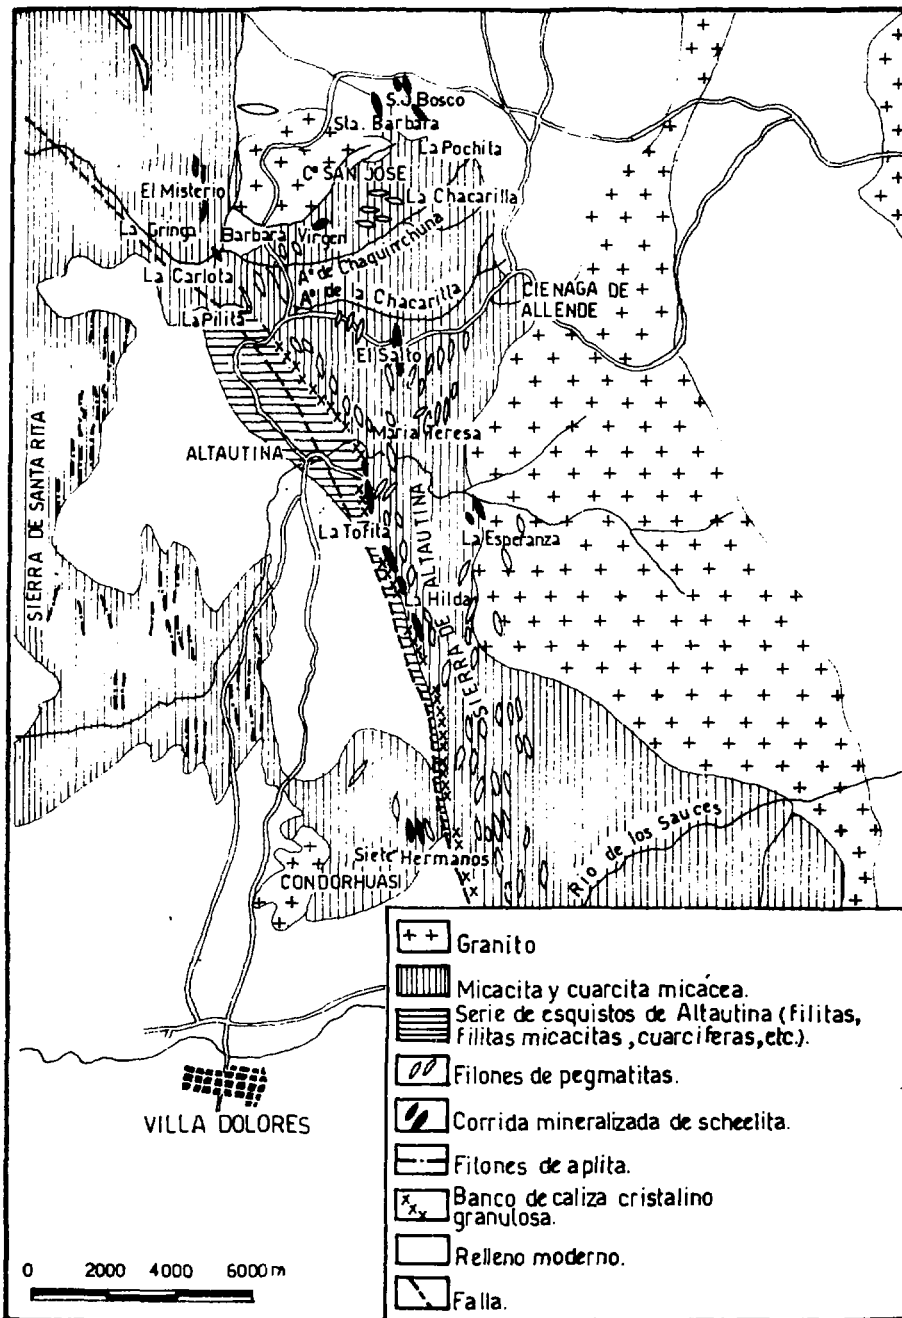 S.J. Bosco
Sta. Barbara
La Pochita
Cº SAN JOSE
El Misterio
La Chacarilla
La Gringa
Barbara
Virgen
Aº de Chaquinchuna
La Carlota
Aº de la Chacarilla
CIENAGA DE
ALLENDE
La Pilita
El Salto
SIERRA DE SANTA RITA
Maria Teresa
ALTAUTINA
SIERRA DE ALTAUTINA
La Tofita
La Esperanza
La Hilda
Rio de los Sauces
Siete Hermanos
CONDORHUASI
VILLA DOLORES
Granito
Micacita y cuarcita micácea.
Serie de esquistos de Altautina (filitas,
filitas micacitas, cuarcíferas, etc.).
Filones de pegmatitas.
Corrida mineralizada de scheelita.
Filones de aplita.
Banco de caliza cristalino
granulosa.
Relleno moderno.
Falla.
0 2000 4000 6000 m